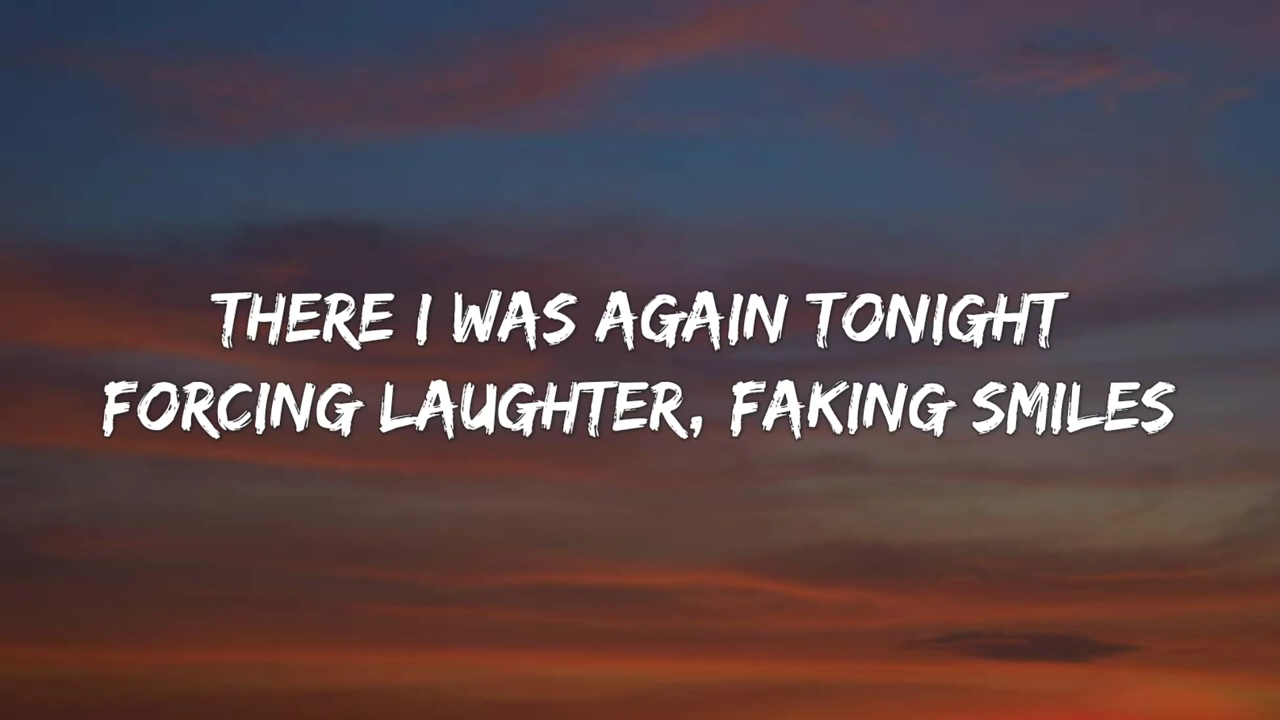 THERE I WAS AGAIN TONIGHT
FORCING LAUGHTER, FAKING SMILES